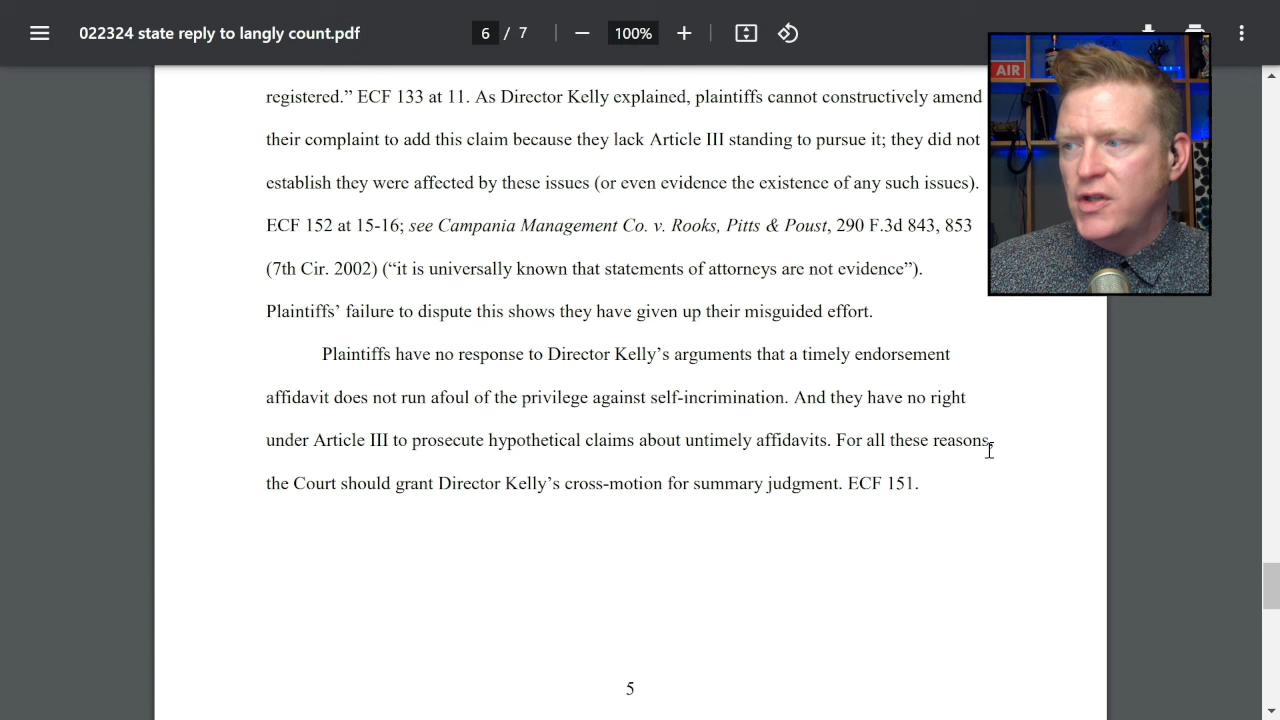 022324 state reply to langly count.pdf
6 / 7
100%
AIR
registered.” ECF 133 at 11. As Director Kelly explained, plaintiffs cannot constructively amend
their complaint to add this claim because they lack Article III standing to pursue it; they did not
establish they were affected by these issues (or even evidence the existence of any such issues).
ECF 152 at 15-16; see Campania Management Co. v. Rooks, Pitts & Poust, 290 F.3d 843, 853
(7th Cir. 2002) (“it is universally known that statements of attorneys are not evidence”).
Plaintiffs’ failure to dispute this shows they have given up their misguided effort.
Plaintiffs have no response to Director Kelly’s arguments that a timely endorsement
affidavit does not run afoul of the privilege against self-incrimination. And they have no right
under Article III to prosecute hypothetical claims about untimely affidavits. For all these reasons,
the Court should grant Director Kelly’s cross-motion for summary judgment. ECF 151.
5